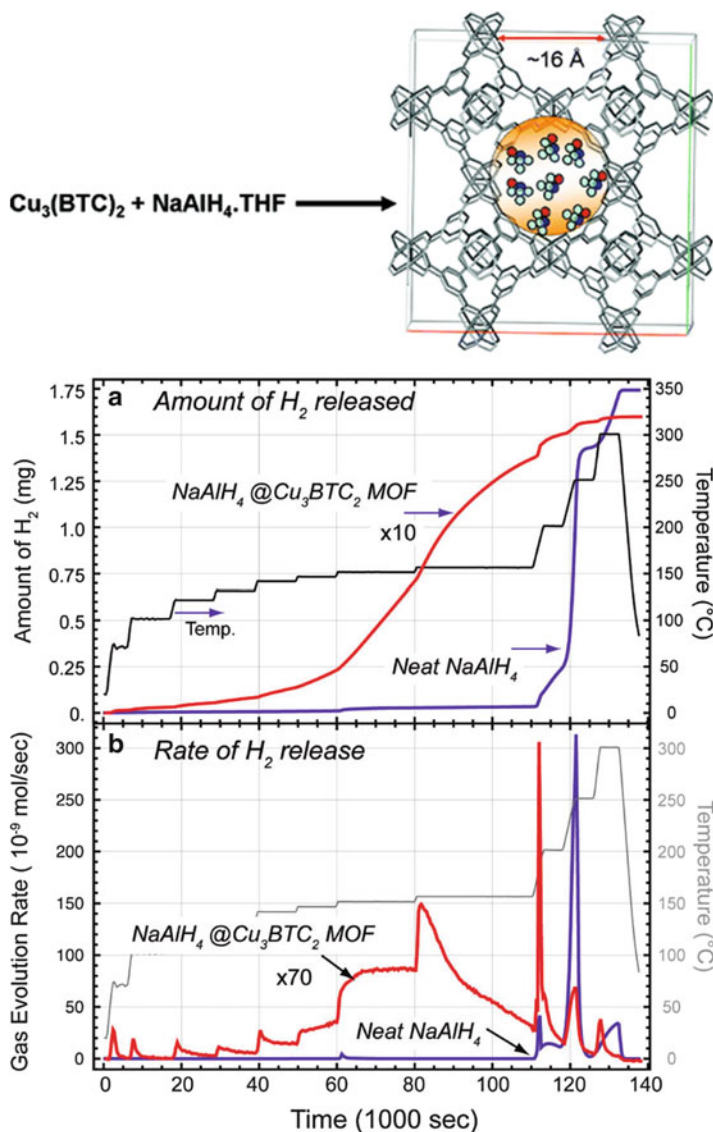 ~16 Å
Cu₃(BTC)₂ + NaAlH₄.THF
a Amount of H₂ released
NaAlH₄ @Cu₃BTC₂ MOF
x10
Temp.
Neat NaAlH₄
Amount of H₂ (mg)
1.75
1.5
1.25
1.0
0.75
0.5
0.25
0.
350
300
250
200
150
100
50
0
Temperature (°C)
b Rate of H₂ release
NaAlH₄ @Cu₃BTC₂ MOF
x70
Neat NaAlH₄
Gas Evolution Rate ( 10⁻⁹ mol/sec)
300
250
200
150
100
50
0
300
250
200
150
100
50
0
Temperature (°C)
0 20 40 60 80 100 120 140
Time (1000 sec)